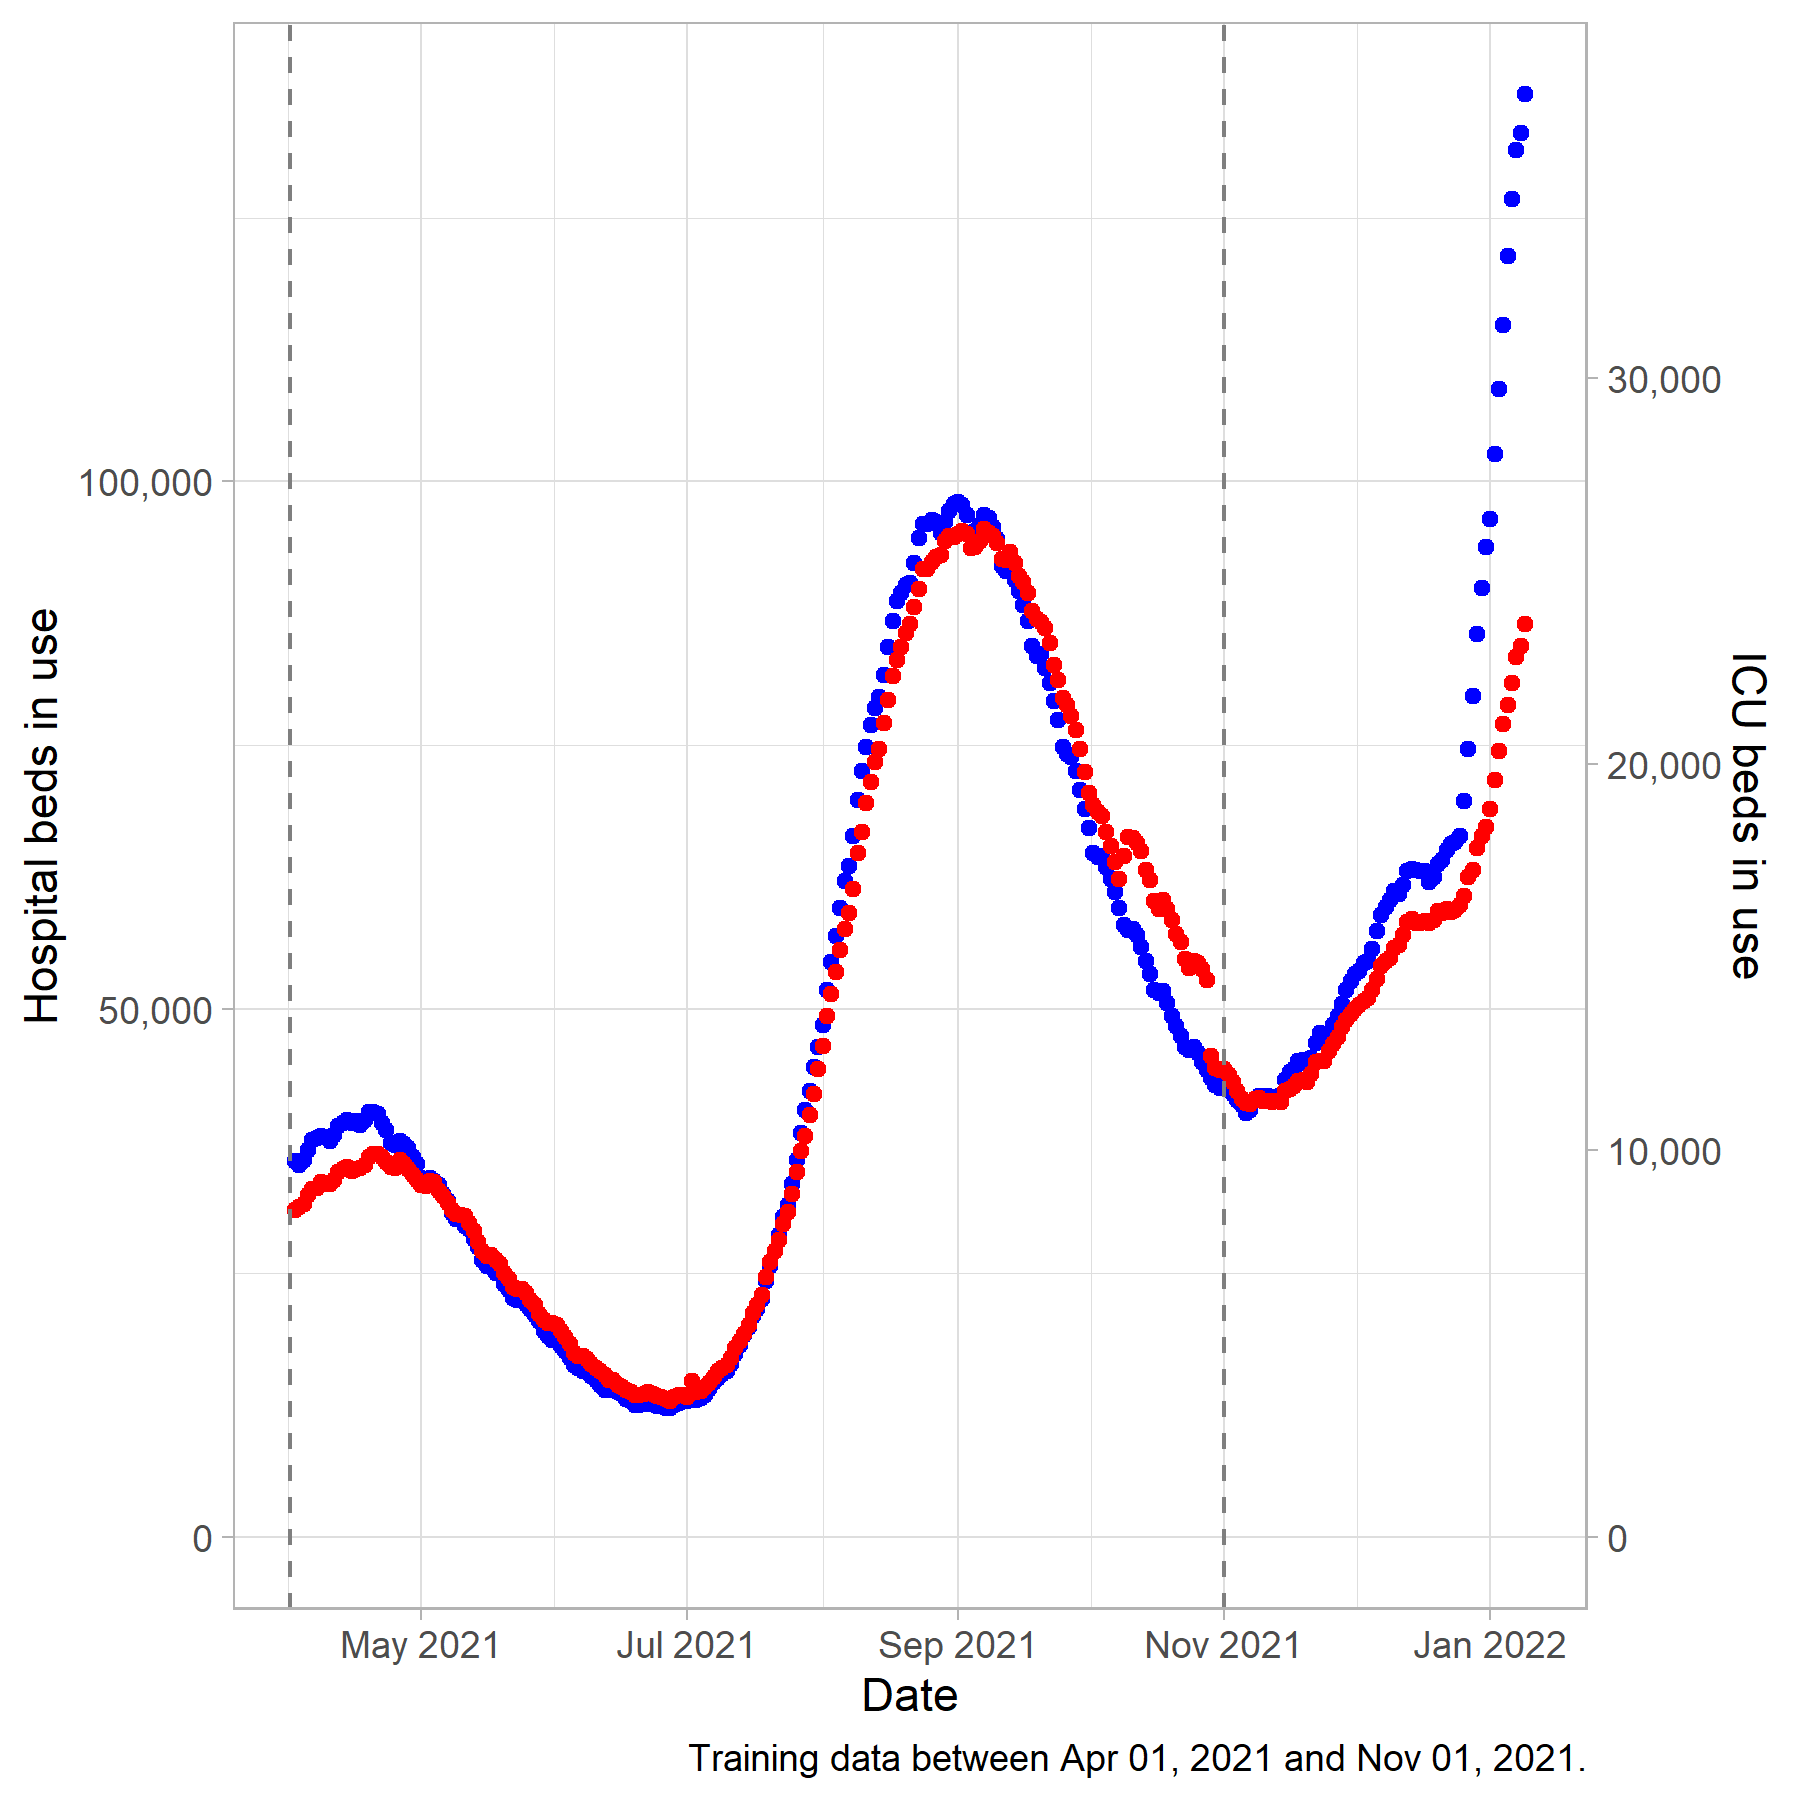 Hospital beds in use
100,000
50,000
0
30,000
20,000
10,000
0
ICU beds in use
May 2021
Jul 2021
Sep 2021
Nov 2021
Jan 2022
Date
Training data between Apr 01, 2021 and Nov 01, 2021.